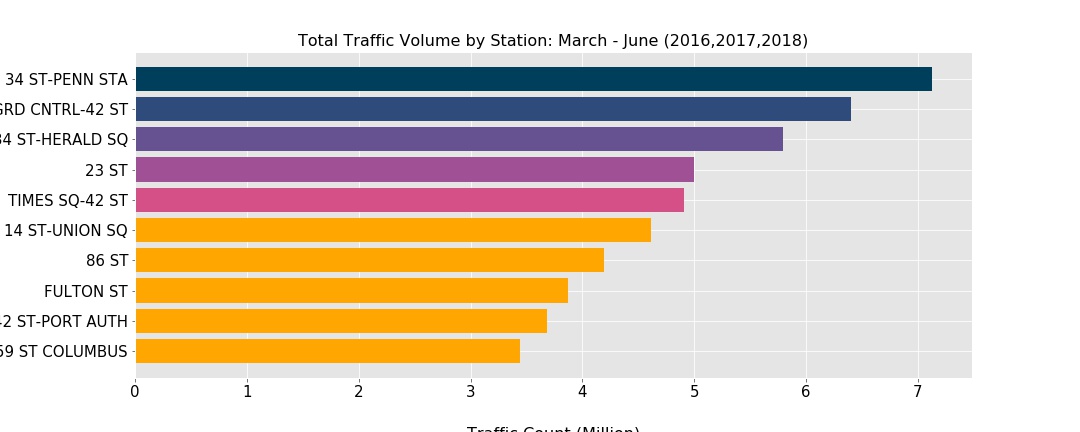 Total Traffic Volume by Station: March - June (2016,2017,2018)
34 ST-PENN STA
GRD CNTRL-42 ST
34 ST-HERALD SQ
23 ST
TIMES SQ-42 ST
14 ST-UNION SQ
86 ST
FULTON ST
42 ST-PORT AUTH
59 ST COLUMBUS
0 1 2 3 4 5 6 7
Traffic Count (Million)